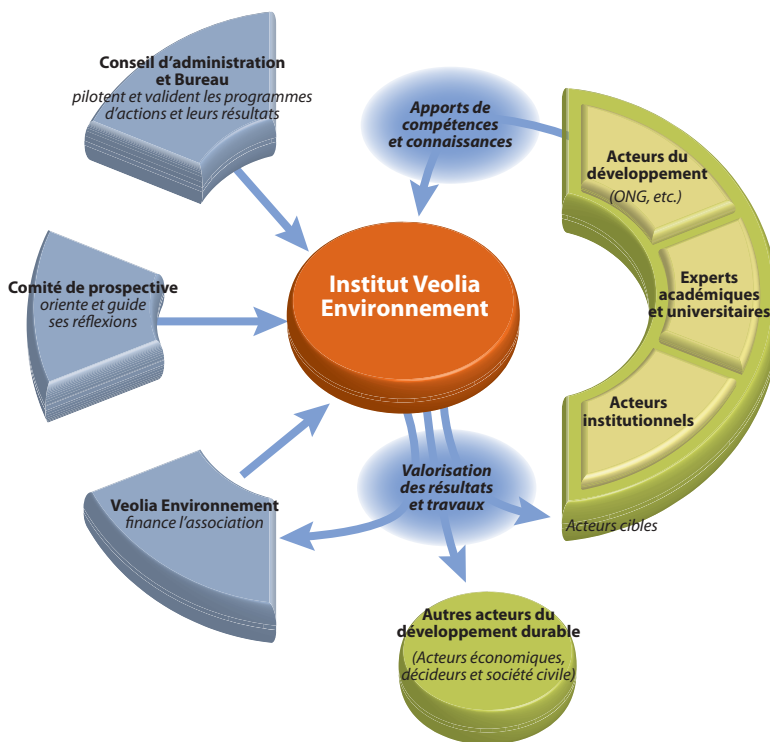 Conseil d'administration
et Bureau
pilotent et valident les programmes
d'actions et leurs résultats
Apports de
compétences
et connaissances
Acteurs du
développement
(ONG, etc.)
Comité de prospective
oriente et guide
ses réflexions
Institut Veolia
Environnement
Experts
académiques
et universitaires
Acteurs
institutionnels
Veolia Environnement
finance l'association
Valorisation
des résultats
et travaux
Acteurs cibles
Autres acteurs du
développement durable
(Acteurs économiques,
décideurs et société civile)